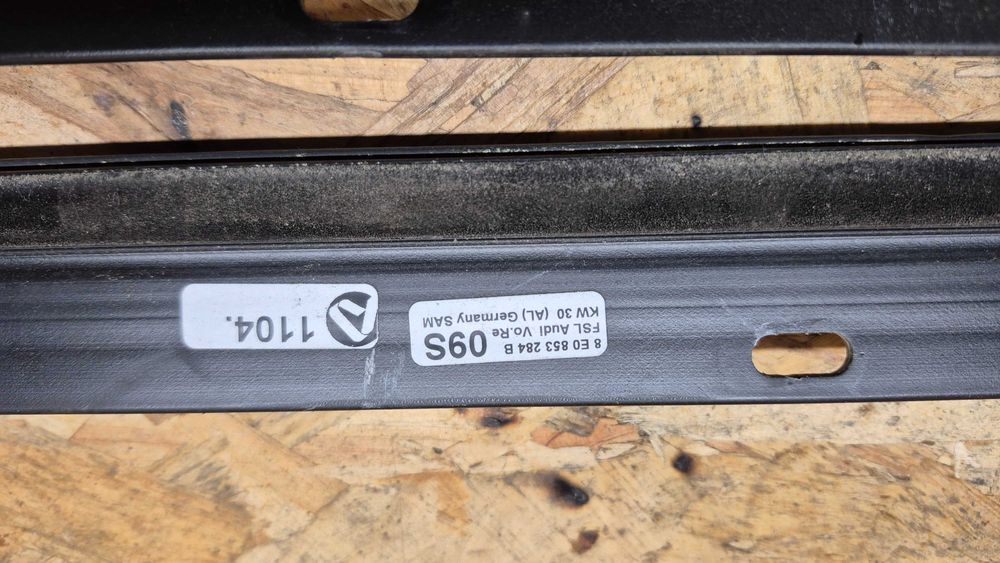 8 E0 853 284 B
FSL Audi Vo.Re 09S
KW 30 (AL) Germany SAM
1104.